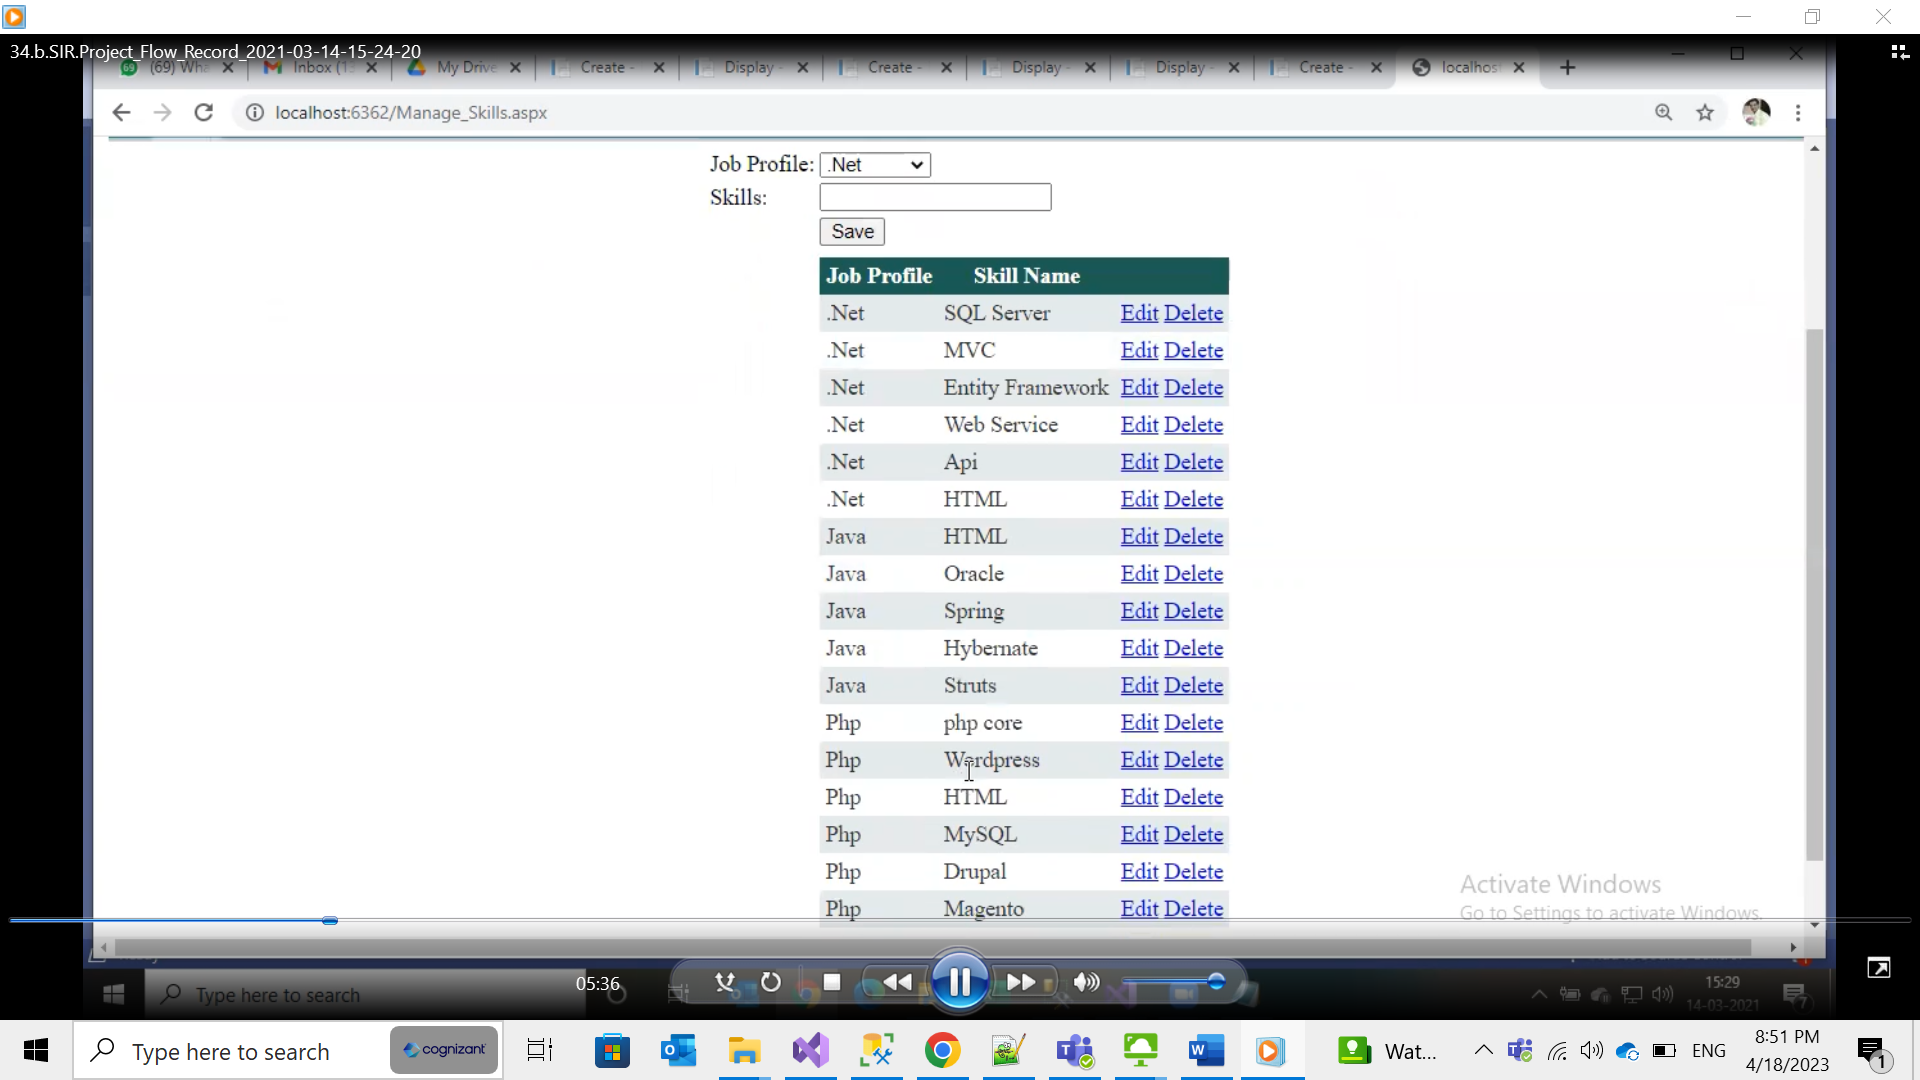 34.b.SIR.Project_Flow_Record_2021-03-14-15-24-20
(69) Wha
Inbox (13
My Drive
Create -
Display -
Create -
Display -
Display -
Create -
localhost
localhost:6362/Manage_Skills.aspx
Job Profile: .Net
Skills:
Save
Job Profile Skill Name
.Net SQL Server Edit Delete
.Net MVC Edit Delete
.Net Entity Framework Edit Delete
.Net Web Service Edit Delete
.Net Api Edit Delete
.Net HTML Edit Delete
Java HTML Edit Delete
Java Oracle Edit Delete
Java Spring Edit Delete
Java Hybernate Edit Delete
Java Struts Edit Delete
Php php core Edit Delete
Php Wordpress Edit Delete
Php HTML Edit Delete
Php MySQL Edit Delete
Php Drupal Edit Delete
Php Magento Edit Delete
Activate Windows
Go to Settings to activate Windows.
05:36
Type here to search
15:29
14-03-2021
7
Type here to search
cognizant
Wat...
ENG
8:51 PM
4/18/2023
1